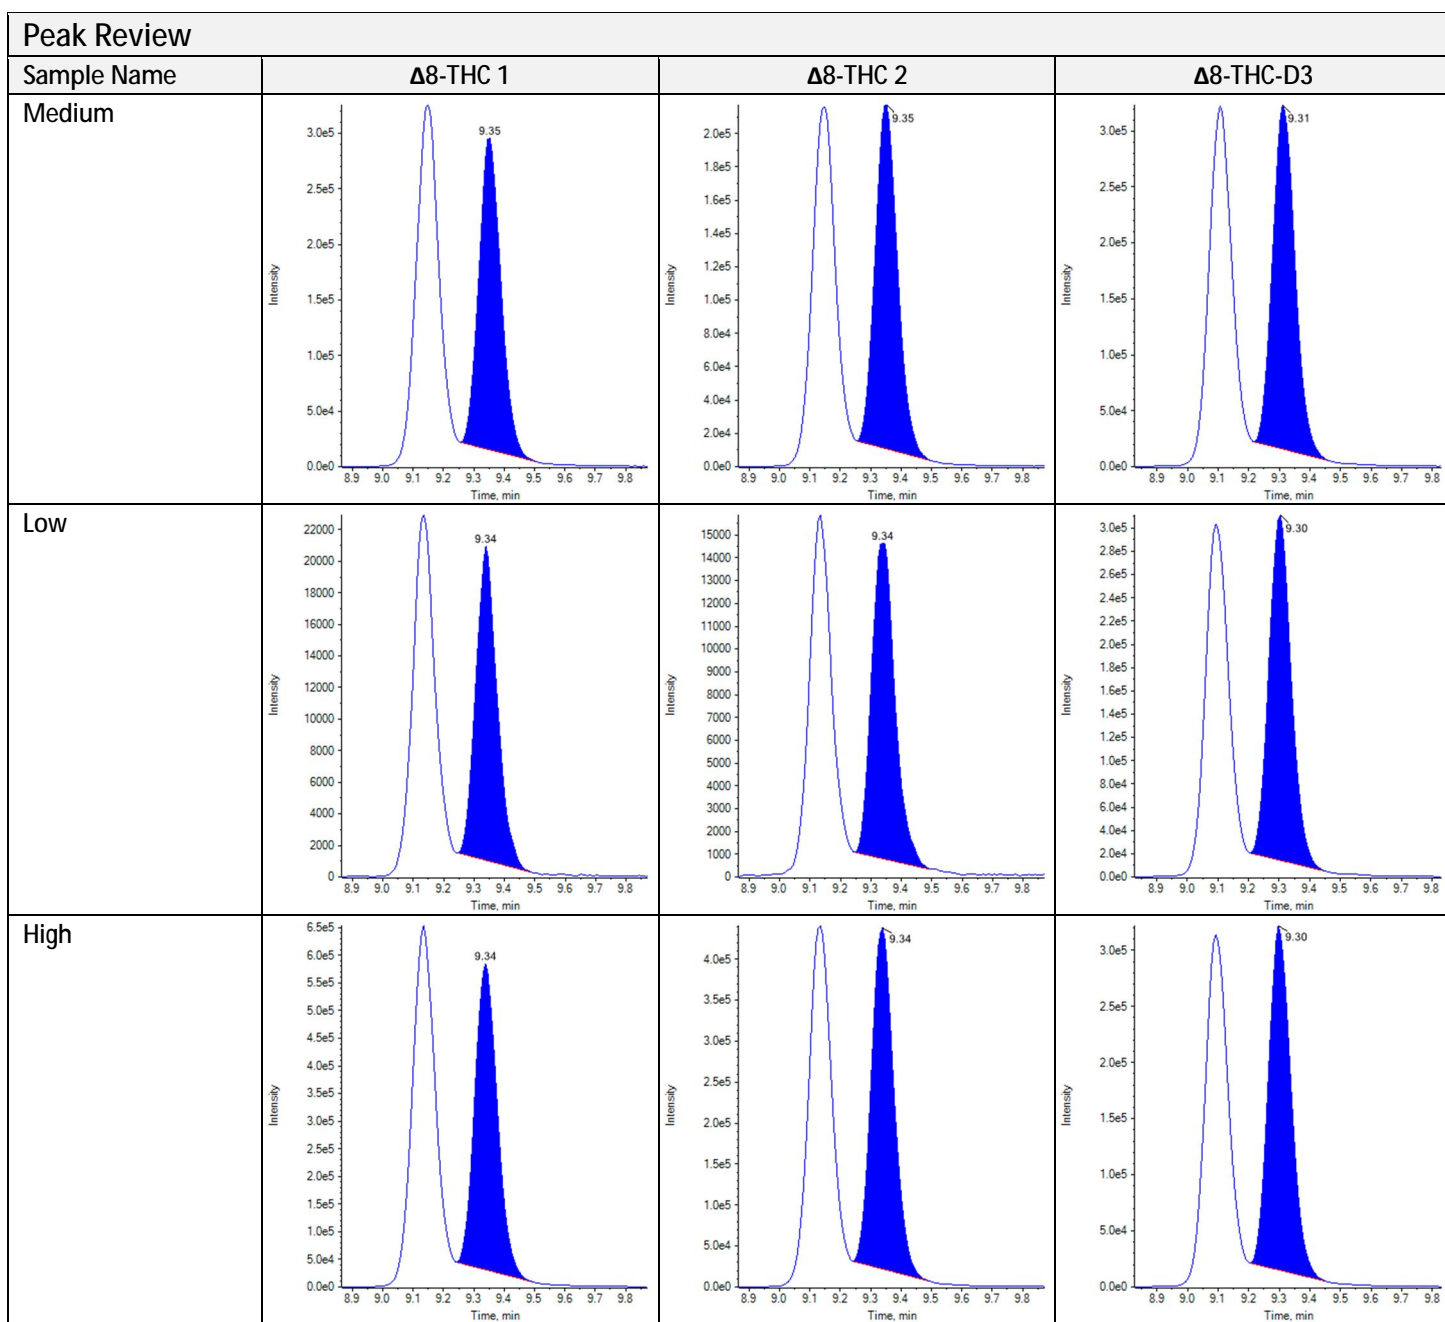 Peak Review
Sample Name Δ8-THC 1 Δ8-THC 2 Δ8-THC-D3
Medium
9.35
3.0e5
2.5e5
2.0e5
1.5e5
1.0e5
5.0e4
0.0e0
Intensity
8.9 9.0 9.1 9.2 9.3 9.4 9.5 9.6 9.7 9.8
Time, min
9.35
2.0e5
1.8e5
1.6e5
1.4e5
1.2e5
1.0e5
8.0e4
6.0e4
4.0e4
2.0e4
0.0e0
Intensity
8.9 9.0 9.1 9.2 9.3 9.4 9.5 9.6 9.7 9.8
Time, min
9.31
3.0e5
2.5e5
2.0e5
1.5e5
1.0e5
5.0e4
0.0e0
Intensity
8.9 9.0 9.1 9.2 9.3 9.4 9.5 9.6 9.7 9.8
Time, min
Low
9.34
22000
20000
18000
16000
14000
12000
10000
8000
6000
4000
2000
0
Intensity
8.9 9.0 9.1 9.2 9.3 9.4 9.5 9.6 9.7 9.8
Time, min
9.34
15000
14000
13000
12000
11000
10000
9000
8000
7000
6000
5000
4000
3000
2000
1000
0
Intensity
8.9 9.0 9.1 9.2 9.3 9.4 9.5 9.6 9.7 9.8
Time, min
9.30
3.0e5
2.8e5
2.6e5
2.4e5
2.2e5
2.0e5
1.8e5
1.6e5
1.4e5
1.2e5
1.0e5
8.0e4
6.0e4
4.0e4
2.0e4
0.0e0
Intensity
8.9 9.0 9.1 9.2 9.3 9.4 9.5 9.6 9.7 9.8
Time, min
High
9.34
6.5e5
6.0e5
5.5e5
5.0e5
4.5e5
4.0e5
3.5e5
3.0e5
2.5e5
2.0e5
1.5e5
1.0e5
5.0e4
0.0e0
Intensity
8.9 9.0 9.1 9.2 9.3 9.4 9.5 9.6 9.7 9.8
Time, min
9.34
4.0e5
3.5e5
3.0e5
2.5e5
2.0e5
1.5e5
1.0e5
5.0e4
0.0e0
Intensity
8.9 9.0 9.1 9.2 9.3 9.4 9.5 9.6 9.7 9.8
Time, min
9.30
3.0e5
2.5e5
2.0e5
1.5e5
1.0e5
5.0e4
0.0e0
Intensity
8.9 9.0 9.1 9.2 9.3 9.4 9.5 9.6 9.7 9.8
Time, min